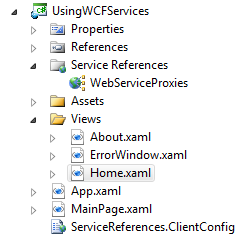 UsingWCFServices
Properties
References
Service References
WebServiceProxies
Assets
Views
About.xaml
ErrorWindow.xaml
Home.xaml
App.xaml
MainPage.xaml
ServiceReferences.ClientConfig